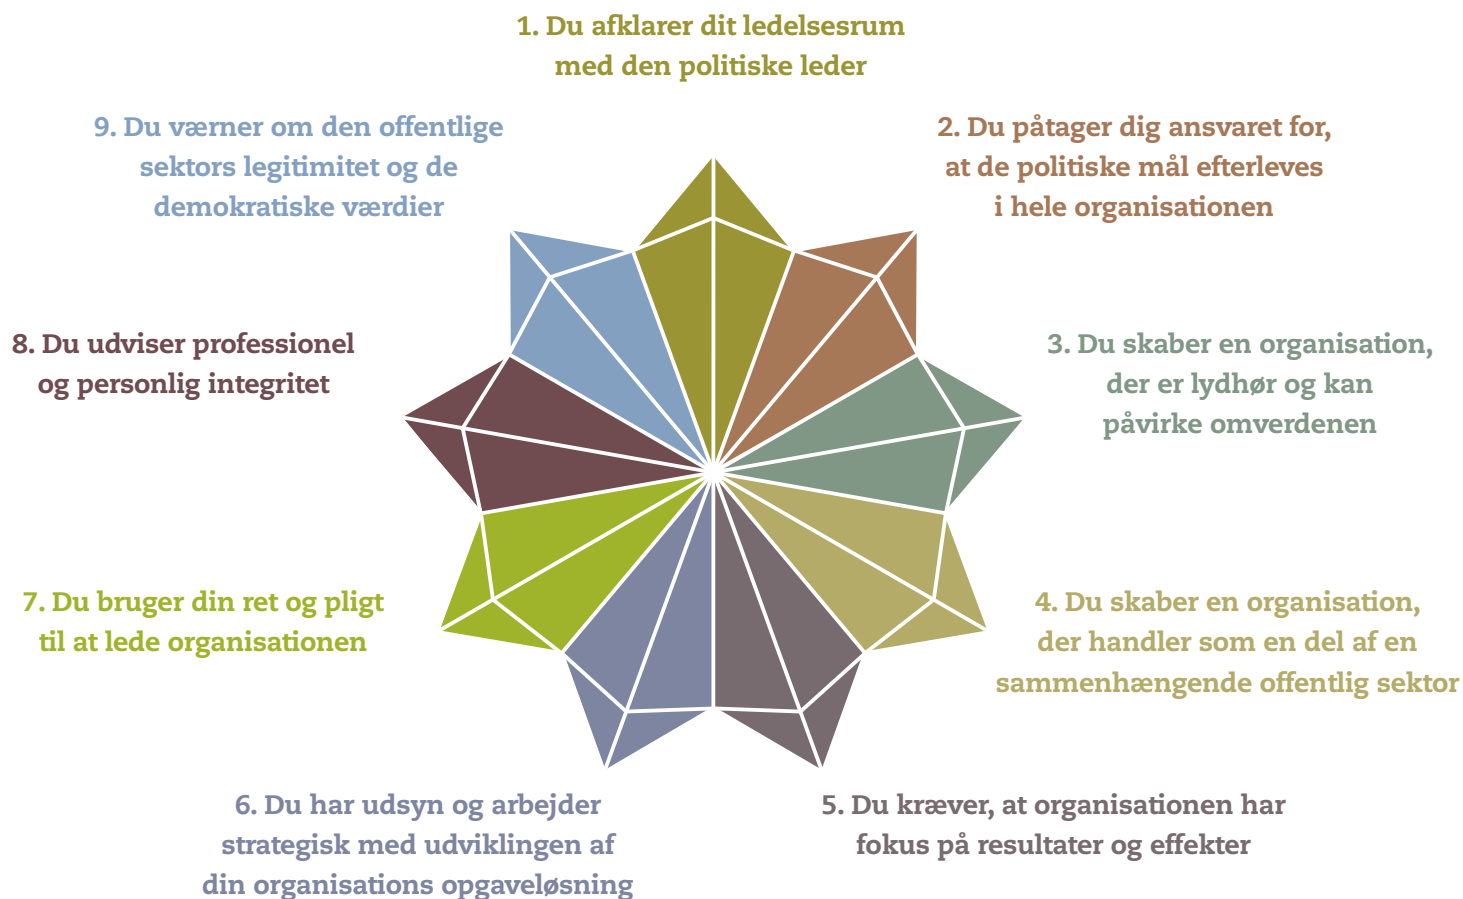 1. Du afklarer dit ledelsesrum
med den politiske leder
2. Du påtager dig ansvaret for,
at de politiske mål efterleves
i hele organisationen
3. Du skaber en organisation,
der er lydhør og kan
påvirke omverdenen
4. Du skaber en organisation,
der handler som en del af en
sammenhængende offentlig sektor
5. Du kræver, at organisationen har
fokus på resultater og effekter
6. Du har udsyn og arbejder
strategisk med udviklingen af
din organisations opgaveløsning
7. Du bruger din ret og pligt
til at lede organisationen
8. Du udviser professionel
og personlig integritet
9. Du værner om den offentlige
sektors legitimitet og de
demokratiske værdier